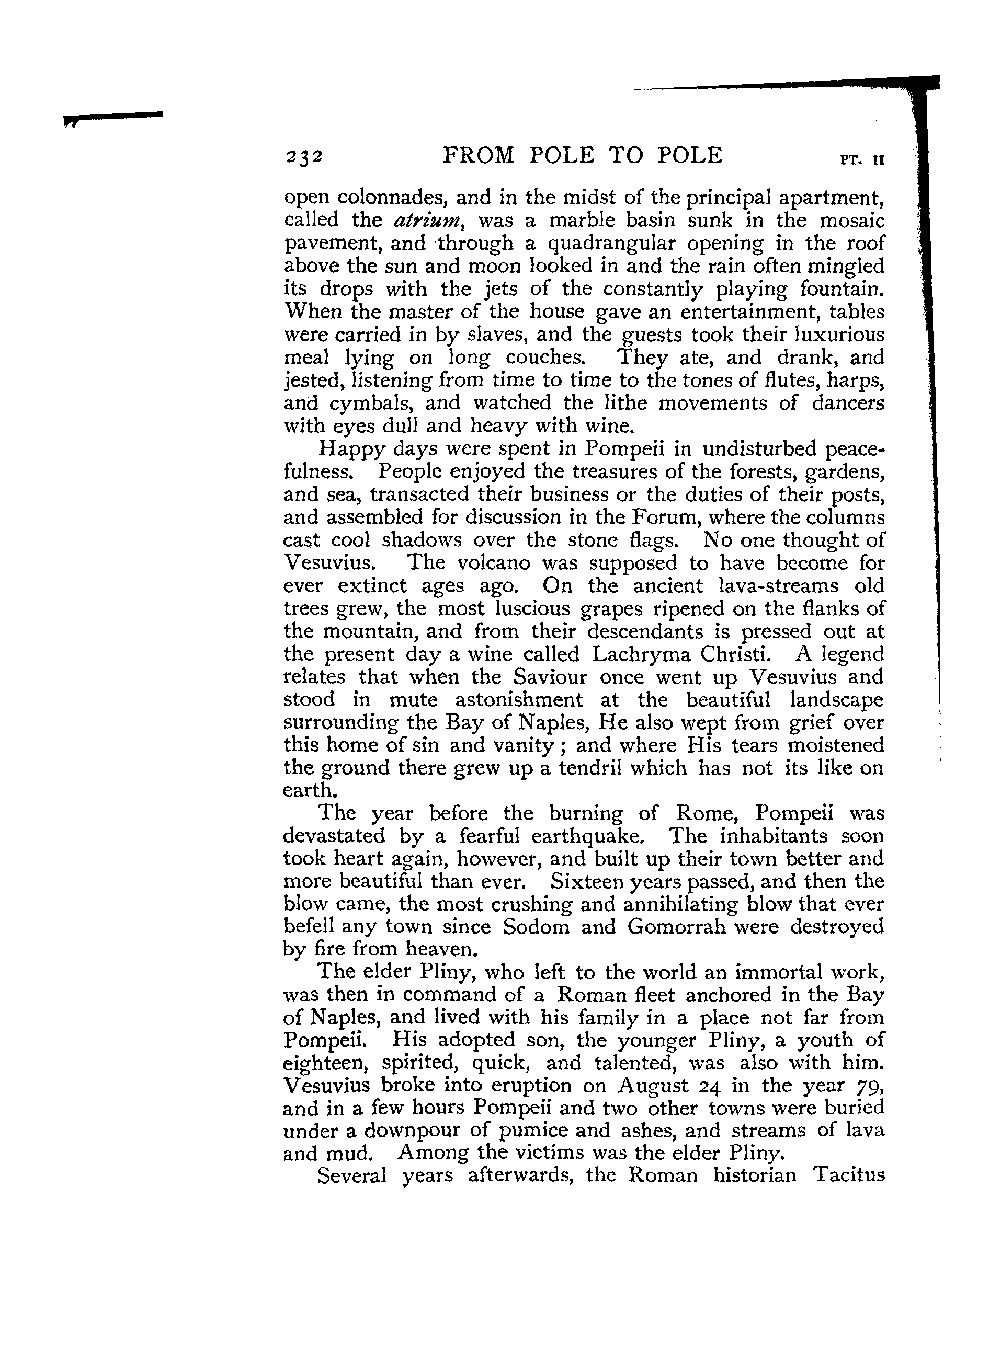 232 FROM POLE TO POLE PT. II
open colonnades, and in the midst of the principal apartment,
called the atrium, was a marble basin sunk in the mosaic
pavement, and through a quadrangular opening in the roof
above the sun and moon looked in and the rain often mingled
its drops with the jets of the constantly playing fountain.
When the master of the house gave an entertainment, tables
were carried in by slaves, and the guests took their luxurious
meal lying on long couches. They ate, and drank, and
jested, listening from time to time to the tones of flutes, harps,
and cymbals, and watched the lithe movements of dancers
with eyes dull and heavy with wine.
Happy days were spent in Pompeii in undisturbed peace-
fulness. People enjoyed the treasures of the forests, gardens,
and sea, transacted their business or the duties of their posts,
and assembled for discussion in the Forum, where the columns
cast cool shadows over the stone flags. No one thought of
Vesuvius. The volcano was supposed to have become for
ever extinct ages ago. On the ancient lava-streams old
trees grew, the most luscious grapes ripened on the flanks of
the mountain, and from their descendants is pressed out at
the present day a wine called Lachryma Christi. A legend
relates that when the Saviour once went up Vesuvius and
stood in mute astonishment at the beautiful landscape
surrounding the Bay of Naples, He also wept from grief over
this home of sin and vanity ; and where His tears moistened
the ground there grew up a tendril which has not its like on
earth.
The year before the burning of Rome, Pompeii was
devastated by a fearful earthquake. The inhabitants soon
took heart again, however, and built up their town better and
more beautiful than ever. Sixteen years passed, and then the
blow came, the most crushing and annihilating blow that ever
befell any town since Sodom and Gomorrah were destroyed
by fire from heaven.
The elder Pliny, who left to the world an immortal work,
was then in command of a Roman fleet anchored in the Bay
of Naples, and lived with his family in a place not far from
Pompeii. His adopted son, the younger Pliny, a youth of
eighteen, spirited, quick, and talented, was also with him.
Vesuvius broke into eruption on August 24 in the year 79,
and in a few hours Pompeii and two other towns were buried
under a downpour of pumice and ashes, and streams of lava
and mud. Among the victims was the elder Pliny.
Several years afterwards, the Roman historian Tacitus